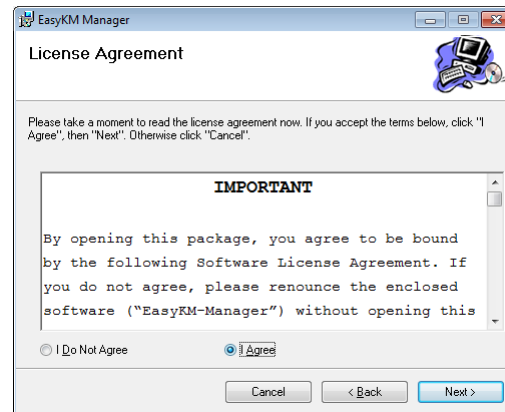 EasyKM Manager
License Agreement
Please take a moment to read the license agreement now. If you accept the terms below, click "I
Agree", then "Next". Otherwise click "Cancel".
IMPORTANT
By opening this package, you agree to be bound
by the following Software License Agreement. If
you do not agree, please renounce the enclosed
software (“EasyKM-Manager”) without opening this
I Do Not Agree
I Agree
Cancel
< Back
Next >